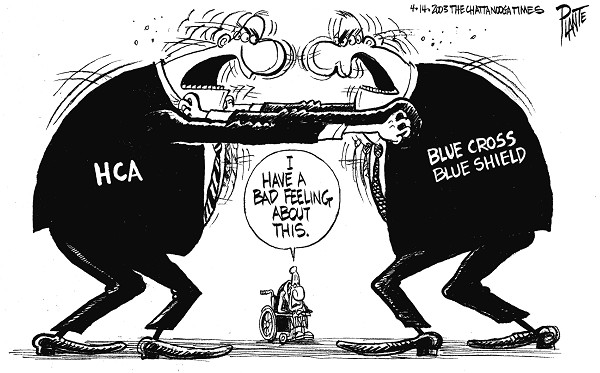 4-14-2003 THE CHATTANOOGA TIMES
PLANTE
HCA
BLUE CROSS
BLUE SHIELD
I
HAVE A
BAD FEELING
ABOUT
THIS.